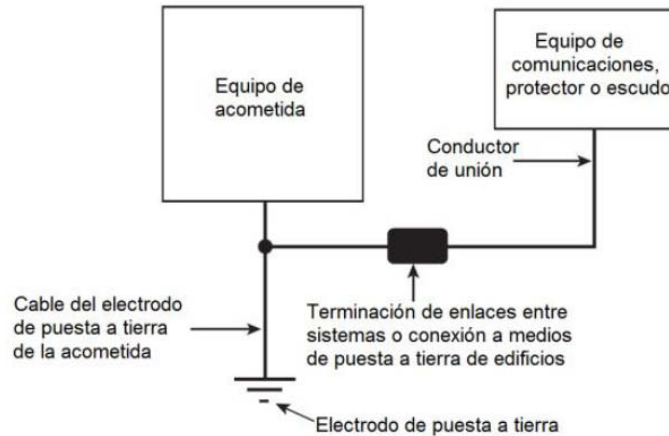 Equipo de
acometida
Equipo de
comunicaciones,
protector o escudo
Conductor
de unión
Cable del electrodo
de puesta a tierra
de la acometida
Terminación de enlaces entre
sistemas o conexión a medios
de puesta a tierra de edificios
Electrodo de puesta a tierra